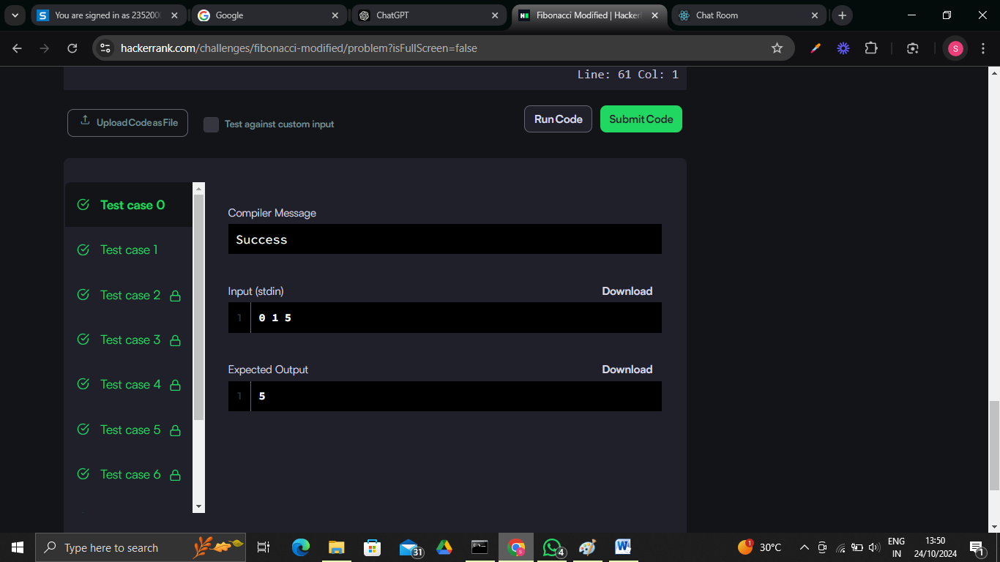 You are signed in as 2352000
Google
ChatGPT
Fibonacci Modified | Hacker
Chat Room
hackerrank.com/challenges/fibonacci-modified/problem?isFullScreen=false
S
Line: 61 Col: 1
Upload Code as File
Test against custom input
Run Code
Submit Code
Test case 0
Test case 1
Test case 2
Test case 3
Test case 4
Test case 5
Test case 6
Compiler Message
Success
Input (stdin)
Download
1
0 1 5
Expected Output
Download
1
5
Type here to search
31
4
1
30°C
ENG
IN
13:50
24/10/2024
1